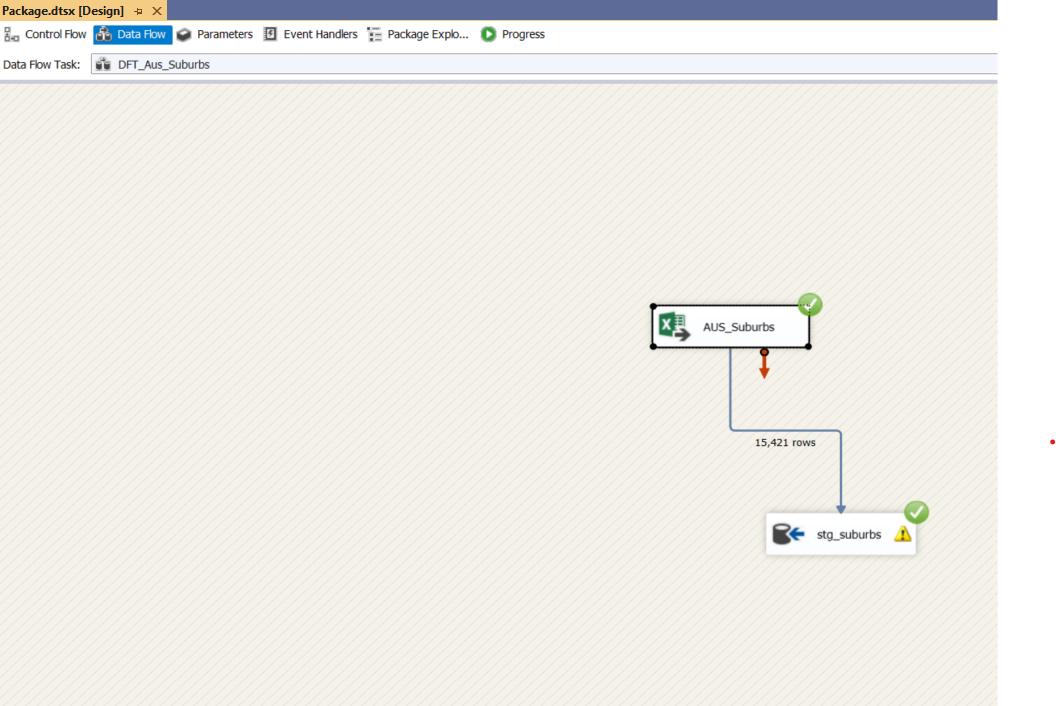 Package.dtsx [Design]
Control Flow Data Flow Parameters Event Handlers Package Explo... Progress
Data Flow Task: DFT_Aus_Suburbs
AUS_Suburbs
15,421 rows
stg_suburbs